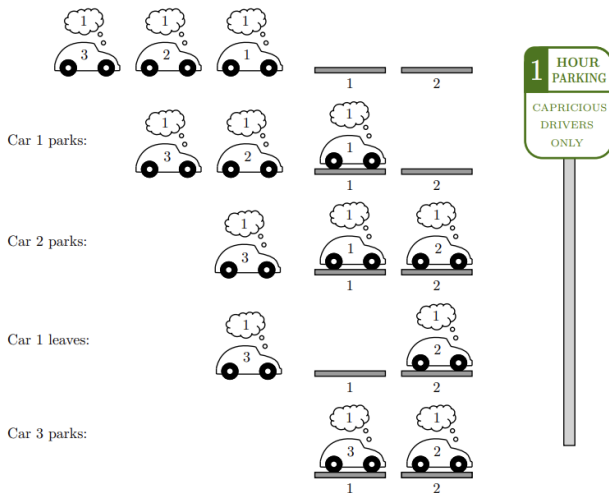 1 1 1
3 2 1
1 2
1 HOUR
PARKING
CAPRICIOUS
DRIVERS
ONLY
Car 1 parks:
1 1 1
3 2 1
1 2
Car 2 parks:
1 1 1
3 1 2
1 2
Car 1 leaves:
1 1
3 2
1 2
Car 3 parks:
1 1
3 2
1 2